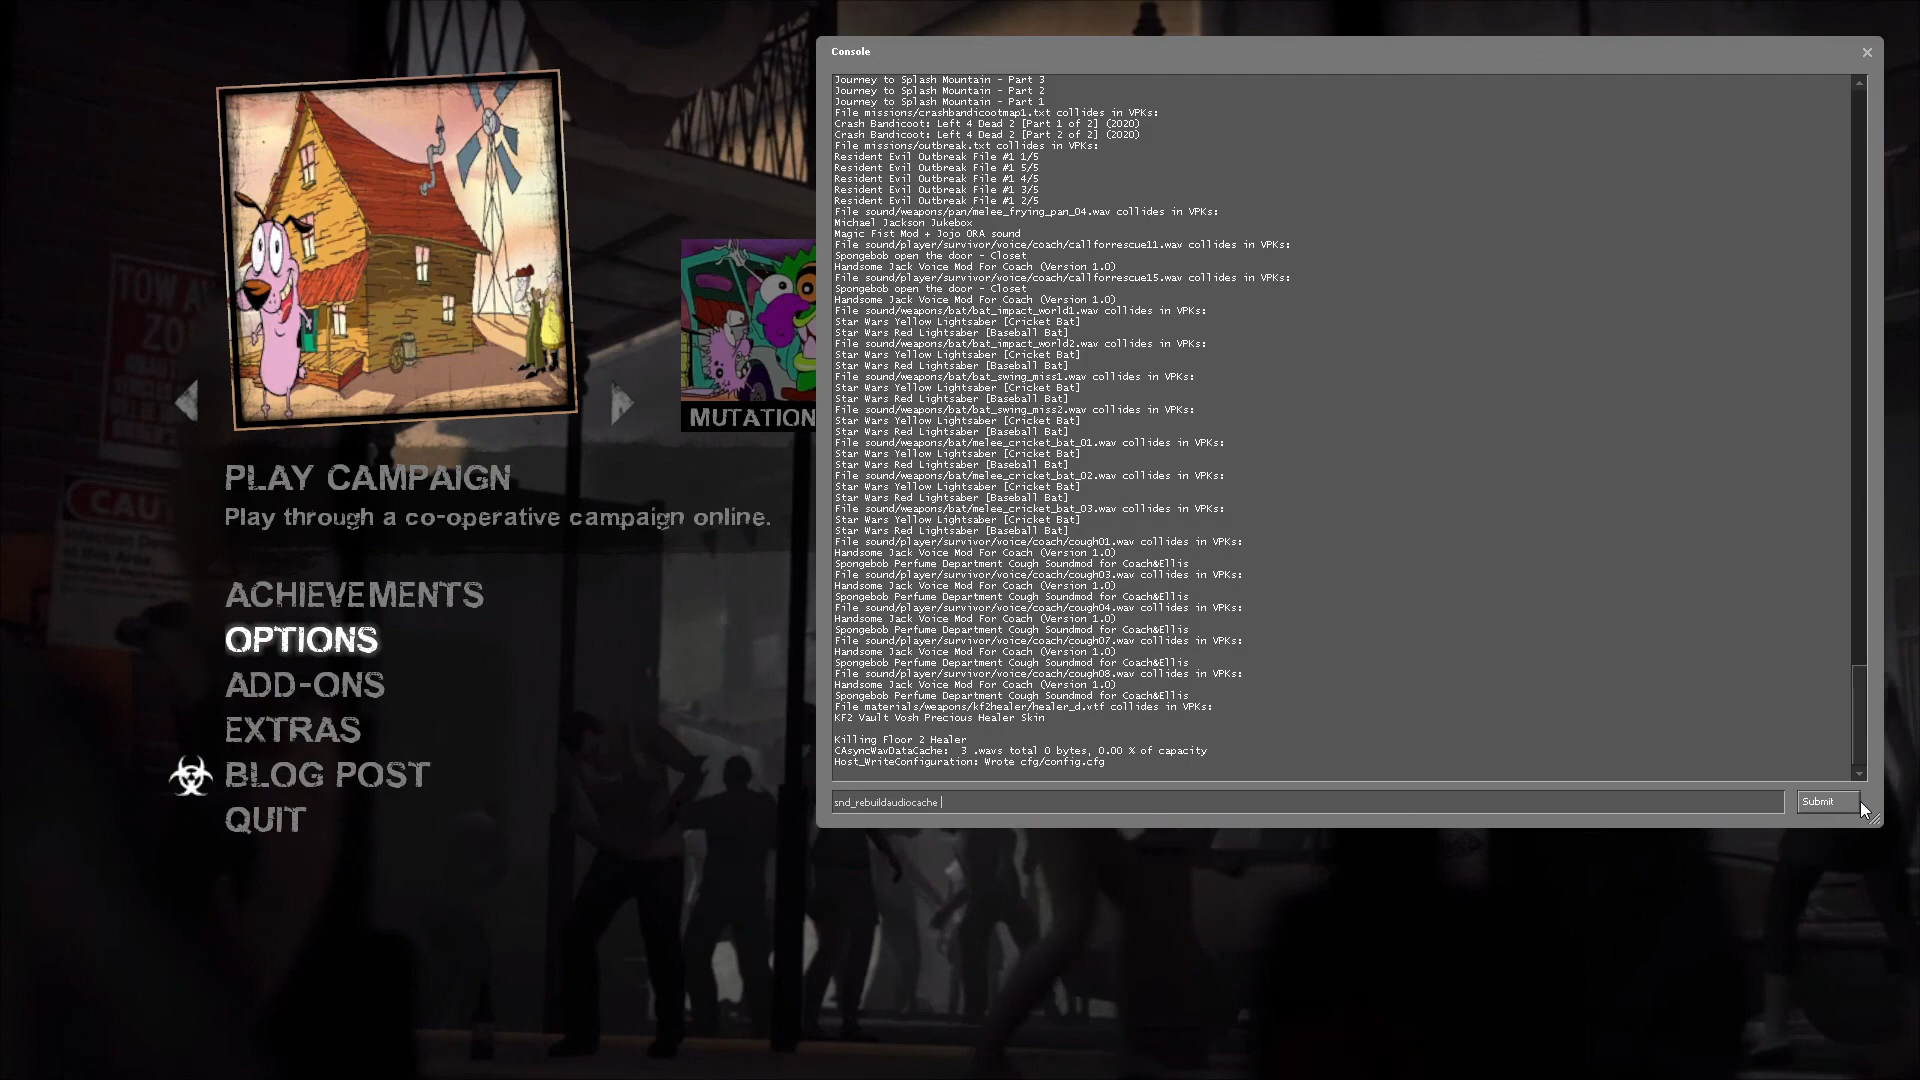 Console
Journey to Splash Mountain - Part 3
Journey to Splash Mountain - Part 2
Journey to Splash Mountain - Part 1
File missions/crashbandicootmap1.txt collides in VPKs:
Crash Bandicoot: Left 4 Dead 2 [Part 1 of 2] (2020)
Crash Bandicoot: Left 4 Dead 2 [Part 2 of 2] (2020)
File missions/outbreak.txt collides in VPKs:
Resident Evil Outbreak File #1 1/5
Resident Evil Outbreak File #1 5/5
Resident Evil Outbreak File #1 4/5
Resident Evil Outbreak File #1 3/5
Resident Evil Outbreak File #1 2/5
File sound/weapons/pan/melee_frying_pan_04.wav collides in VPKs:
Michael Jackson Jukebox
Magic Fist Mod + Jojo ORA sound
File sound/player/survivor/voice/coach/callforrescue11.wav collides in VPKs:
Spongebob open the door - Closet
Handsome Jack Voice Mod For Coach (Version 1.0)
File sound/player/survivor/voice/coach/callforrescue15.wav collides in VPKs:
Spongebob open the door - Closet
Handsome Jack Voice Mod For Coach (Version 1.0)
File sound/weapons/bat/bat_impact_world1.wav collides in VPKs:
Star Wars Yellow Lightsaber [Cricket Bat]
Star Wars Red Lightsaber [Baseball Bat]
File sound/weapons/bat/bat_impact_world2.wav collides in VPKs:
Star Wars Yellow Lightsaber [Cricket Bat]
Star Wars Red Lightsaber [Baseball Bat]
File sound/weapons/bat/bat_swing_miss1.wav collides in VPKs:
Star Wars Yellow Lightsaber [Cricket Bat]
Star Wars Red Lightsaber [Baseball Bat]
File sound/weapons/bat/bat_swing_miss2.wav collides in VPKs:
Star Wars Yellow Lightsaber [Cricket Bat]
Star Wars Red Lightsaber [Baseball Bat]
File sound/weapons/bat/melee_cricket_bat_01.wav collides in VPKs:
Star Wars Yellow Lightsaber [Cricket Bat]
Star Wars Red Lightsaber [Baseball Bat]
File sound/weapons/bat/melee_cricket_bat_02.wav collides in VPKs:
Star Wars Yellow Lightsaber [Cricket Bat]
Star Wars Red Lightsaber [Baseball Bat]
File sound/weapons/bat/melee_cricket_bat_03.wav collides in VPKs:
Star Wars Yellow Lightsaber [Cricket Bat]
Star Wars Red Lightsaber [Baseball Bat]
File sound/player/survivor/voice/coach/cough01.wav collides in VPKs:
Handsome Jack Voice Mod For Coach (Version 1.0)
Spongebob Perfume Department Cough Soundmod for Coach&Ellis
File sound/player/survivor/voice/coach/cough03.wav collides in VPKs:
Handsome Jack Voice Mod For Coach (Version 1.0)
Spongebob Perfume Department Cough Soundmod for Coach&Ellis
File sound/player/survivor/voice/coach/cough04.wav collides in VPKs:
Handsome Jack Voice Mod For Coach (Version 1.0)
Spongebob Perfume Department Cough Soundmod for Coach&Ellis
File sound/player/survivor/voice/coach/cough07.wav collides in VPKs:
Handsome Jack Voice Mod For Coach (Version 1.0)
Spongebob Perfume Department Cough Soundmod for Coach&Ellis
File sound/player/survivor/voice/coach/cough08.wav collides in VPKs:
Handsome Jack Voice Mod For Coach (Version 1.0)
Spongebob Perfume Department Cough Soundmod for Coach&Ellis
File materials/weapons/kf2healer/healer_d.vtf collides in VPKs:
KF2 Vault Vosh Precious Healer Skin
Killing Floor 2 Healer
CAsyncWavDataCache:  3 .wavs total 0 bytes, 0.00 % of capacity
Host_WriteConfiguration: Wrote cfg/config.cfg
snd_rebuildaudiocache
Submit
MUTATION
PLAY CAMPAIGN
Play through a co-operative campaign online.
ACHIEVEMENTS
OPTIONS
ADD-ONS
EXTRAS
BLOG POST
QUIT
TOW
ZO
CAU
at this Area